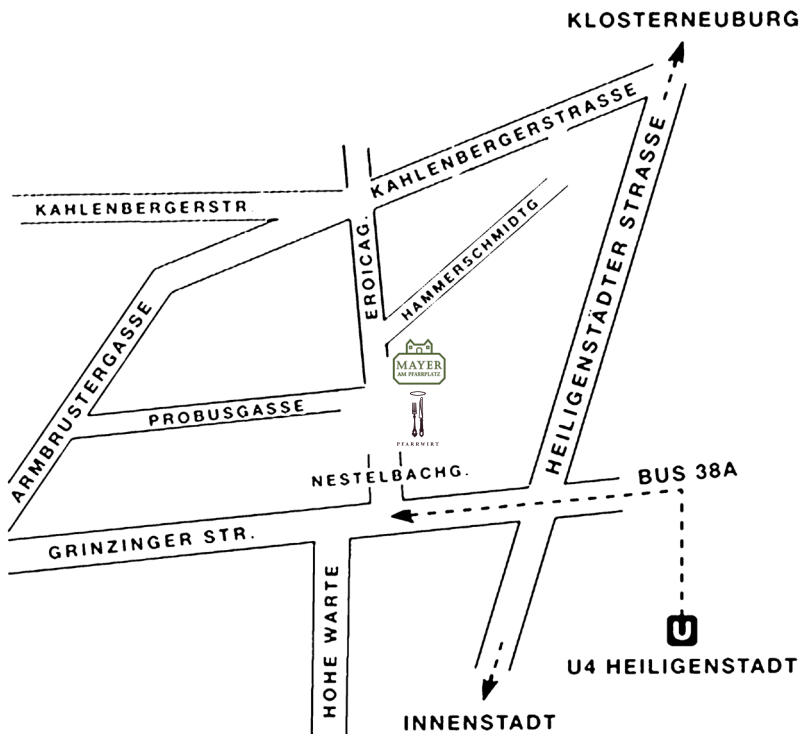 KLOSTERNEUBURG
KAHLENBERGERSTRASSE
KAHLENBERGERSTR.
EROICAG.
HAMMERSCHMIDTG
HEILIGENSTÄDTER STRASSE
ARMBRUSTERGASSE
MAYER
AM PFARRPLATZ
PROBUSGASSE
PFARRWIRT
NESTELBACHG.
BUS 38A
GRINZINGER STR.
HOHE WARTE
U
U4 HEILIGENSTADT
INNENSTADT